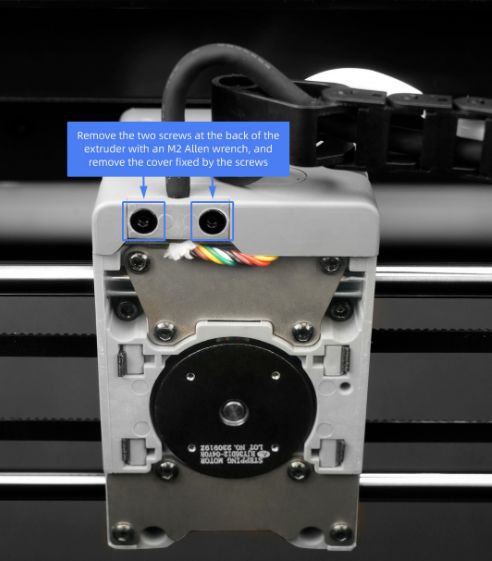 Remove the two screws at the back of the
extruder with an M2 Allen wrench, and
remove the cover fixed by the screws
STEPPING MOTOR
LOT NO. 2309192